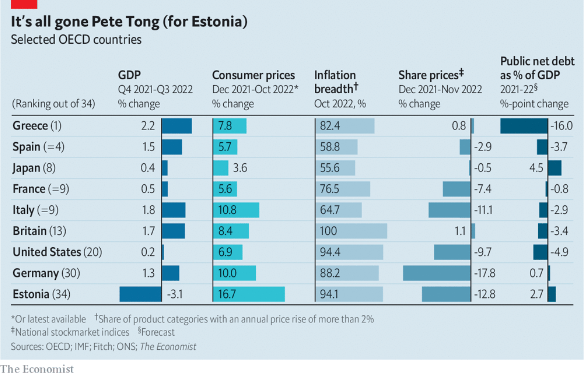 It's all gone Pete Tong (for Estonia)
Selected OECD countries
GDP
Q4 2021-Q3 2022
% change
Consumer prices
Dec 2021-Oct 2022*
% change
Inflation
breadth†
Oct 2022, %
Share prices‡
Dec 2021-Nov 2022
% change
Public net debt
as % of GDP
2021-22§
%-point change
(Ranking out of 34)
Greece (1) 2.2 7.8 82.4 0.8 -16.0
Spain (=4) 1.5 5.7 58.8 -2.9 -3.7
Japan (8) 0.4 3.6 55.6 -0.5 4.5
France (=9) 0.5 5.6 76.5 -7.4 -0.8
Italy (=9) 1.8 10.8 64.7 -11.1 -2.9
Britain (13) 1.7 8.4 100 1.1 -3.4
United States (20) 0.2 6.9 94.4 -9.7 -4.9
Germany (30) 1.3 10.0 88.2 -17.8 0.7
Estonia (34) -3.1 16.7 94.1 -12.8 2.7
*Or latest available †Share of product categories with an annual price rise of more than 2%
‡National stockmarket indices §Forecast
Sources: OECD; IMF; Fitch; ONS; The Economist
The Economist